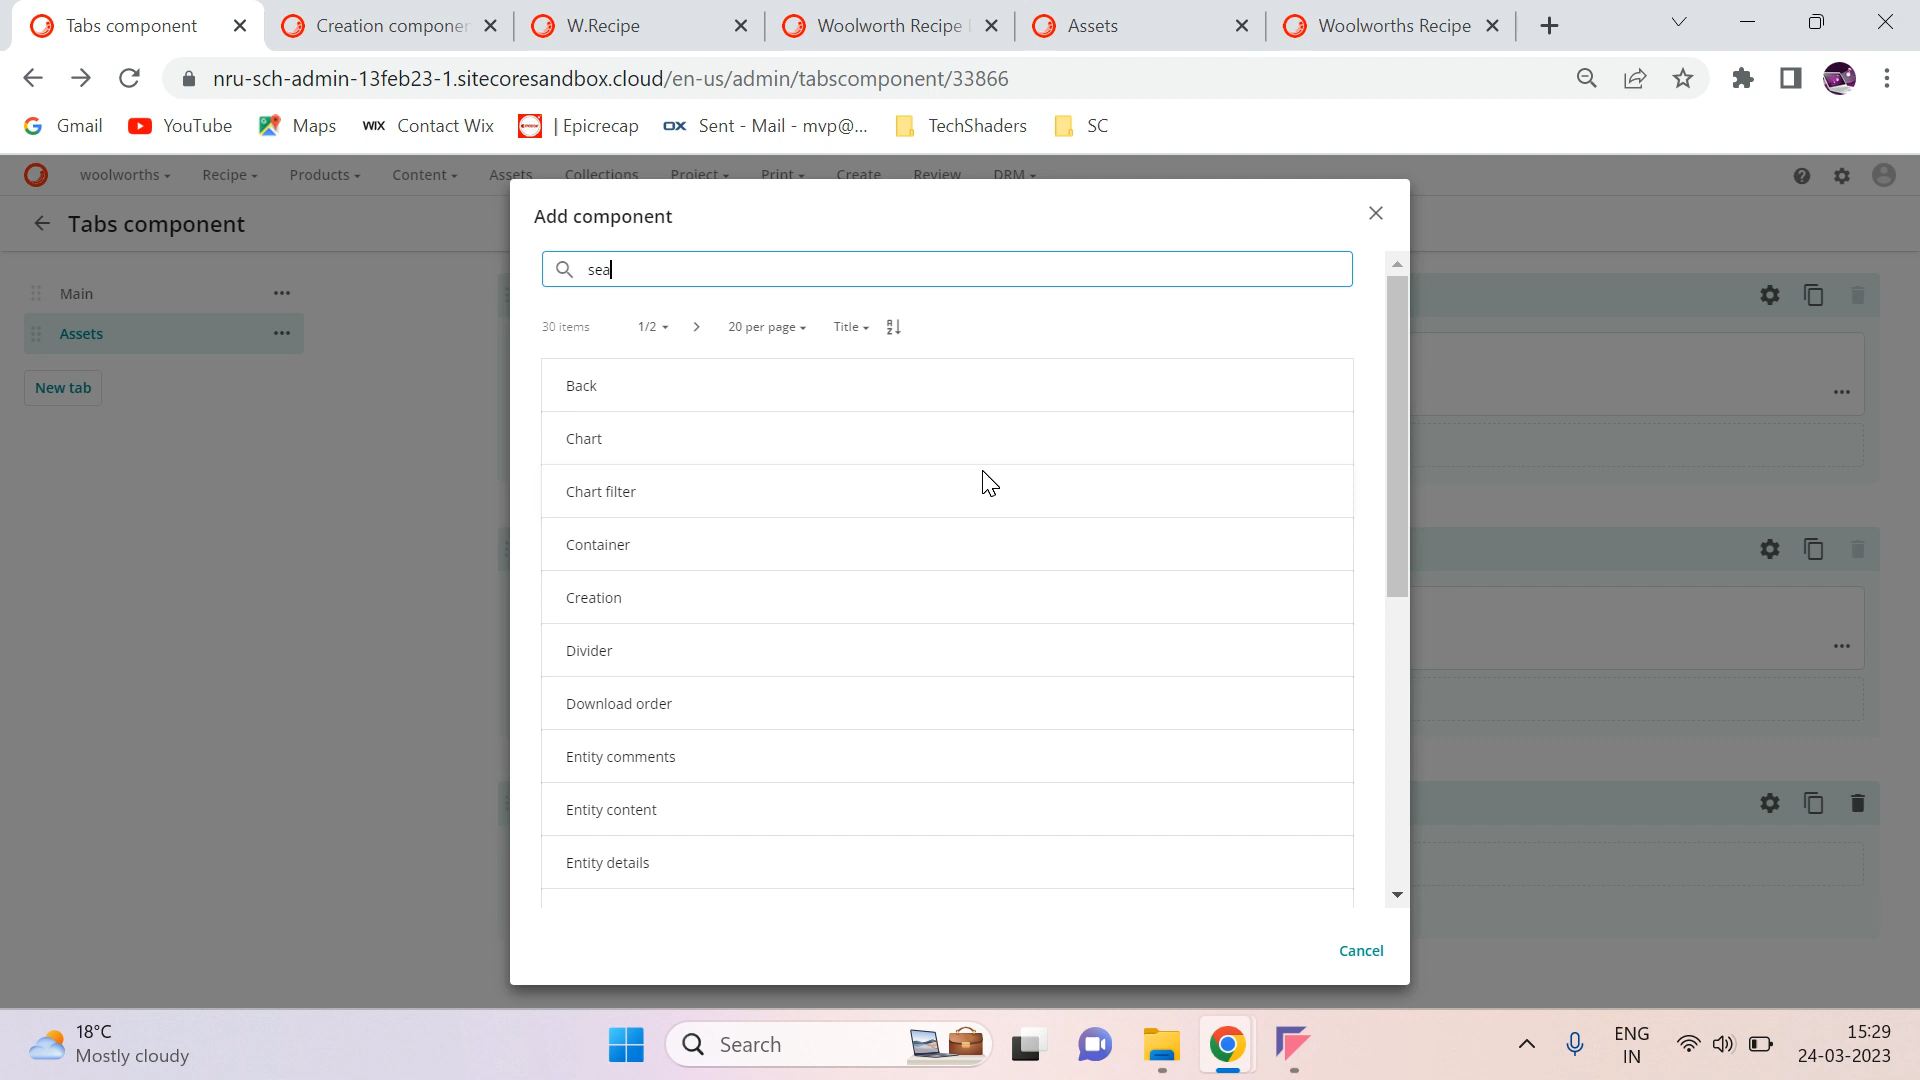 Tabs component
Creation componer
W.Recipe
Woolworth Recipe
Assets
Woolworths Recipe
nru-sch-admin-13feb23-1.sitecoresandbox.cloud/en-us/admin/tabscomponent/33866
Gmail
YouTube
Maps
WIX Contact Wix
| Epicrecap
OX Sent - Mail - mvp@...
TechShaders
SC
woolworths
Recipe
Products
Content
Assets
Collections
Project
Print
Create
Review
DRM
Tabs component
Main
Assets
New tab
Add component
sea
30 items
1/2
20 per page
Title
Back
Chart
Chart filter
Container
Creation
Divider
Download order
Entity comments
Entity content
Entity details
Cancel
18°C
Mostly cloudy
Search
ENG
IN
15:29
24-03-2023